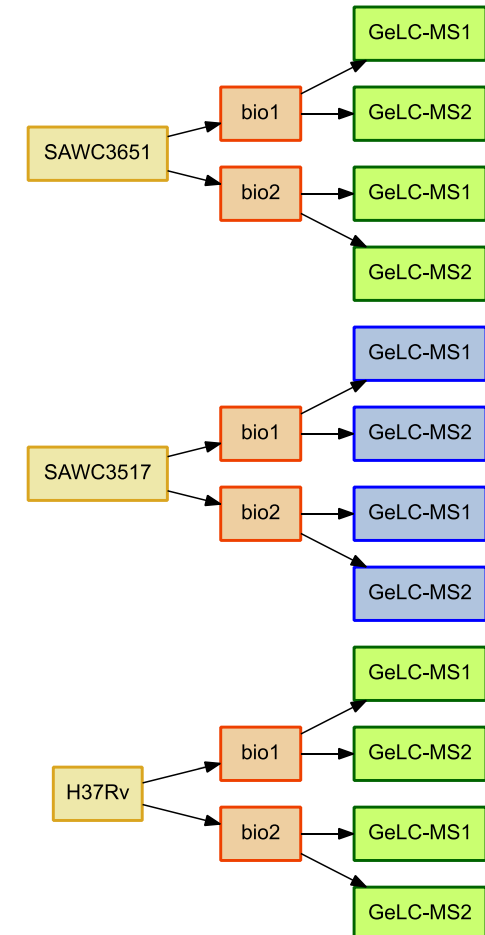 GeLC-MS1
bio1
GeLC-MS2
SAWC3651
bio2
GeLC-MS1
GeLC-MS2
GeLC-MS1
bio1
GeLC-MS2
SAWC3517
bio2
GeLC-MS1
GeLC-MS2
GeLC-MS1
bio1
GeLC-MS2
H37Rv
bio2
GeLC-MS1
GeLC-MS2